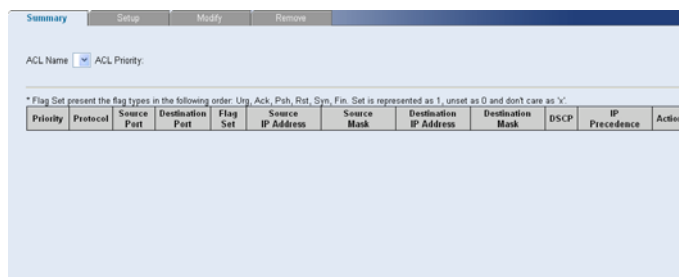 Summary Setup Modify Remove
ACL Name ACL Priority:
* Flag Set present the flag types in the following order: Urg, Ack, Psh, Rst, Syn, Fin. Set is represented as 1, unset as 0 and don't care as 'x'.
Priority Protocol Source Port Destination Port Flag Set Source IP Address Source Mask Destination IP Address Destination Mask DSCP IP Precedence Action